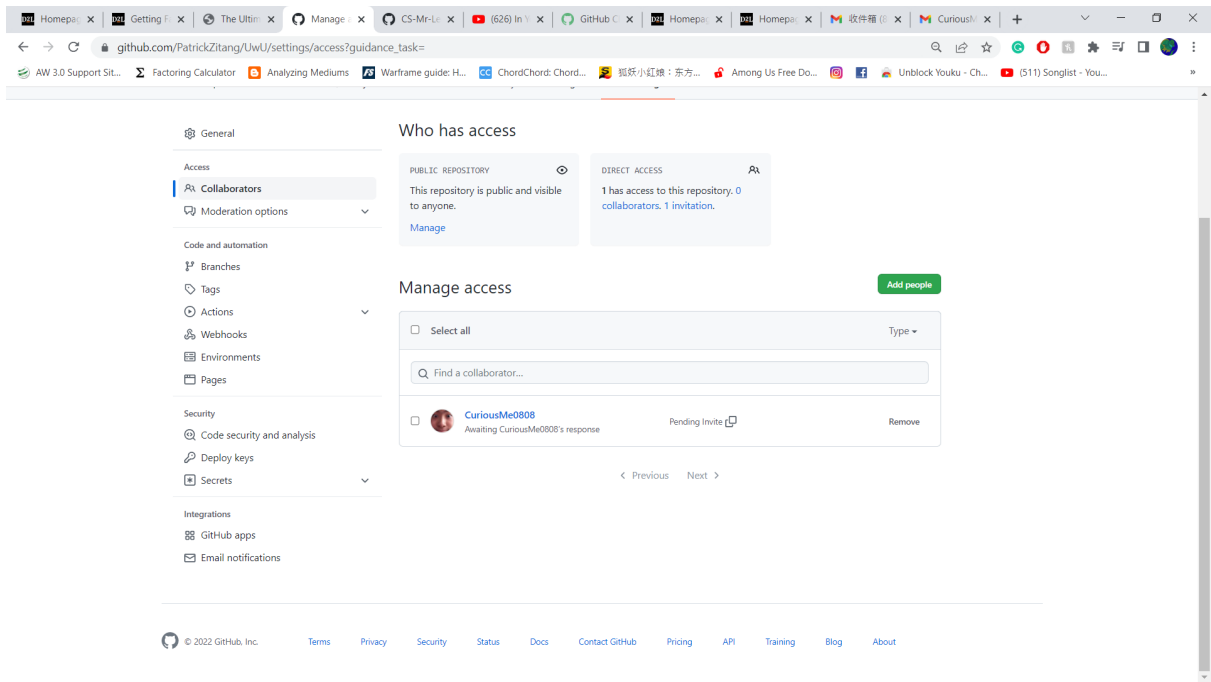 Homepag
Getting F
The Ultim
Manage a
CS-Mr-Le
(626) In Y
GitHub C
Homepag
Homepag
收件箱 (8
CuriousM
github.com/PatrickZitang/UwU/settings/access?guidance_task=
AW 3.0 Support Sit...
Factoring Calculator
Analyzing Mediums
Warframe guide: H...
ChordChord: Chord...
狐妖小紅娘：东方...
Among Us Free Do...
Unblock Youku - Ch...
(511) Songlist - You...
General
Access
Collaborators
Moderation options
Code and automation
Branches
Tags
Actions
Webhooks
Environments
Pages
Security
Code security and analysis
Deploy keys
Secrets
Integrations
GitHub apps
Email notifications
Who has access
PUBLIC REPOSITORY
This repository is public and visible
to anyone.
Manage
DIRECT ACCESS
1 has access to this repository. 0
collaborators. 1 invitation.
Manage access
Add people
Select all
Type
Find a collaborator...
CuriousMe0808
Awaiting CuriousMe0808's response
Pending Invite
Remove
Previous
Next
© 2022 GitHub, Inc.
Terms
Privacy
Security
Status
Docs
Contact GitHub
Pricing
API
Training
Blog
About